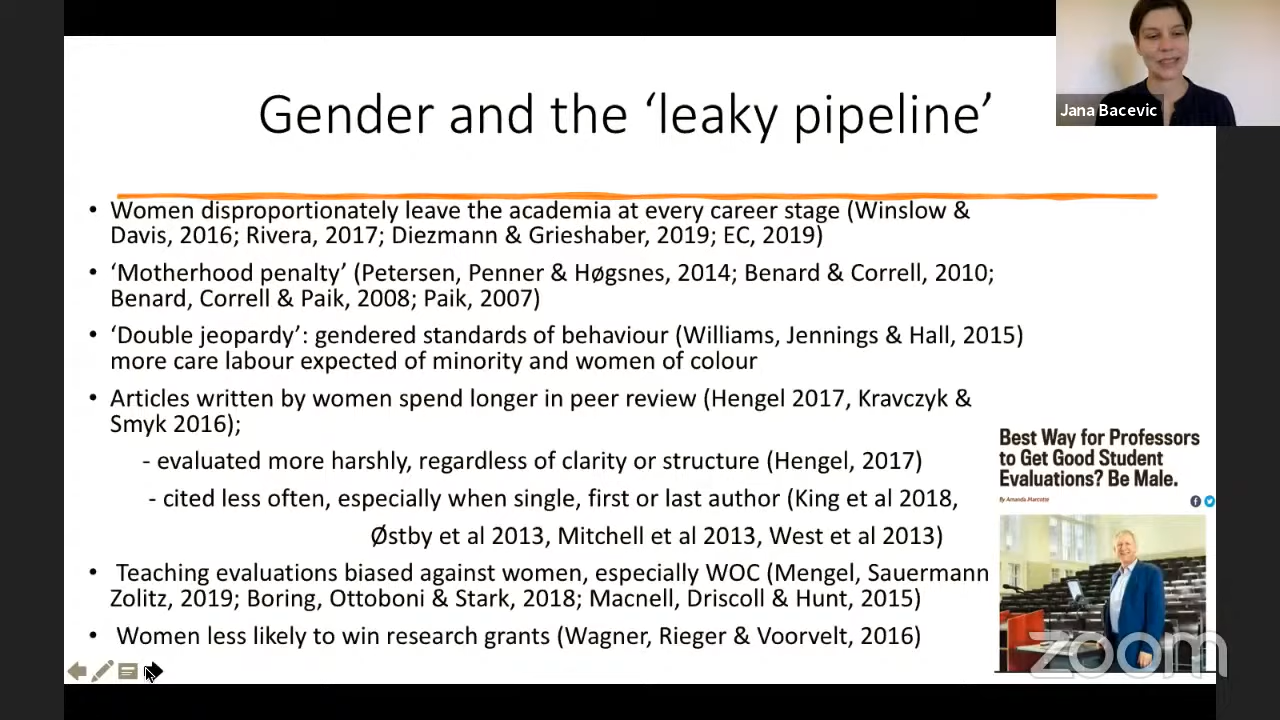 Gender and the ‘leaky pipeline’
Jana Bacevic
• Women disproportionately leave the academia at every career stage (Winslow &
Davis, 2016; Rivera, 2017; Diezmann & Grieshaber, 2019; EC, 2019)
• ‘Motherhood penalty’ (Petersen, Penner & Høgsnes, 2014; Benard & Correll, 2010;
Benard, Correll & Paik, 2008; Paik, 2007)
• ‘Double jeopardy’: gendered standards of behaviour (Williams, Jennings & Hall, 2015)
more care labour expected of minority and women of colour
• Articles written by women spend longer in peer review (Hengel 2017, Kravczyk &
Smyk 2016);
- evaluated more harshly, regardless of clarity or structure (Hengel, 2017)
- cited less often, especially when single, first or last author (King et al 2018,
Østby et al 2013, Mitchell et al 2013, West et al 2013)
• Teaching evaluations biased against women, especially WOC (Mengel, Sauermann
Zolitz, 2019; Boring, Ottoboni & Stark, 2018; Macnell, Driscoll & Hunt, 2015)
• Women less likely to win research grants (Wagner, Rieger & Voorvelt, 2016)
Best Way for Professors
to Get Good Student
Evaluations? Be Male.
By Amanda Marcotte
zoom